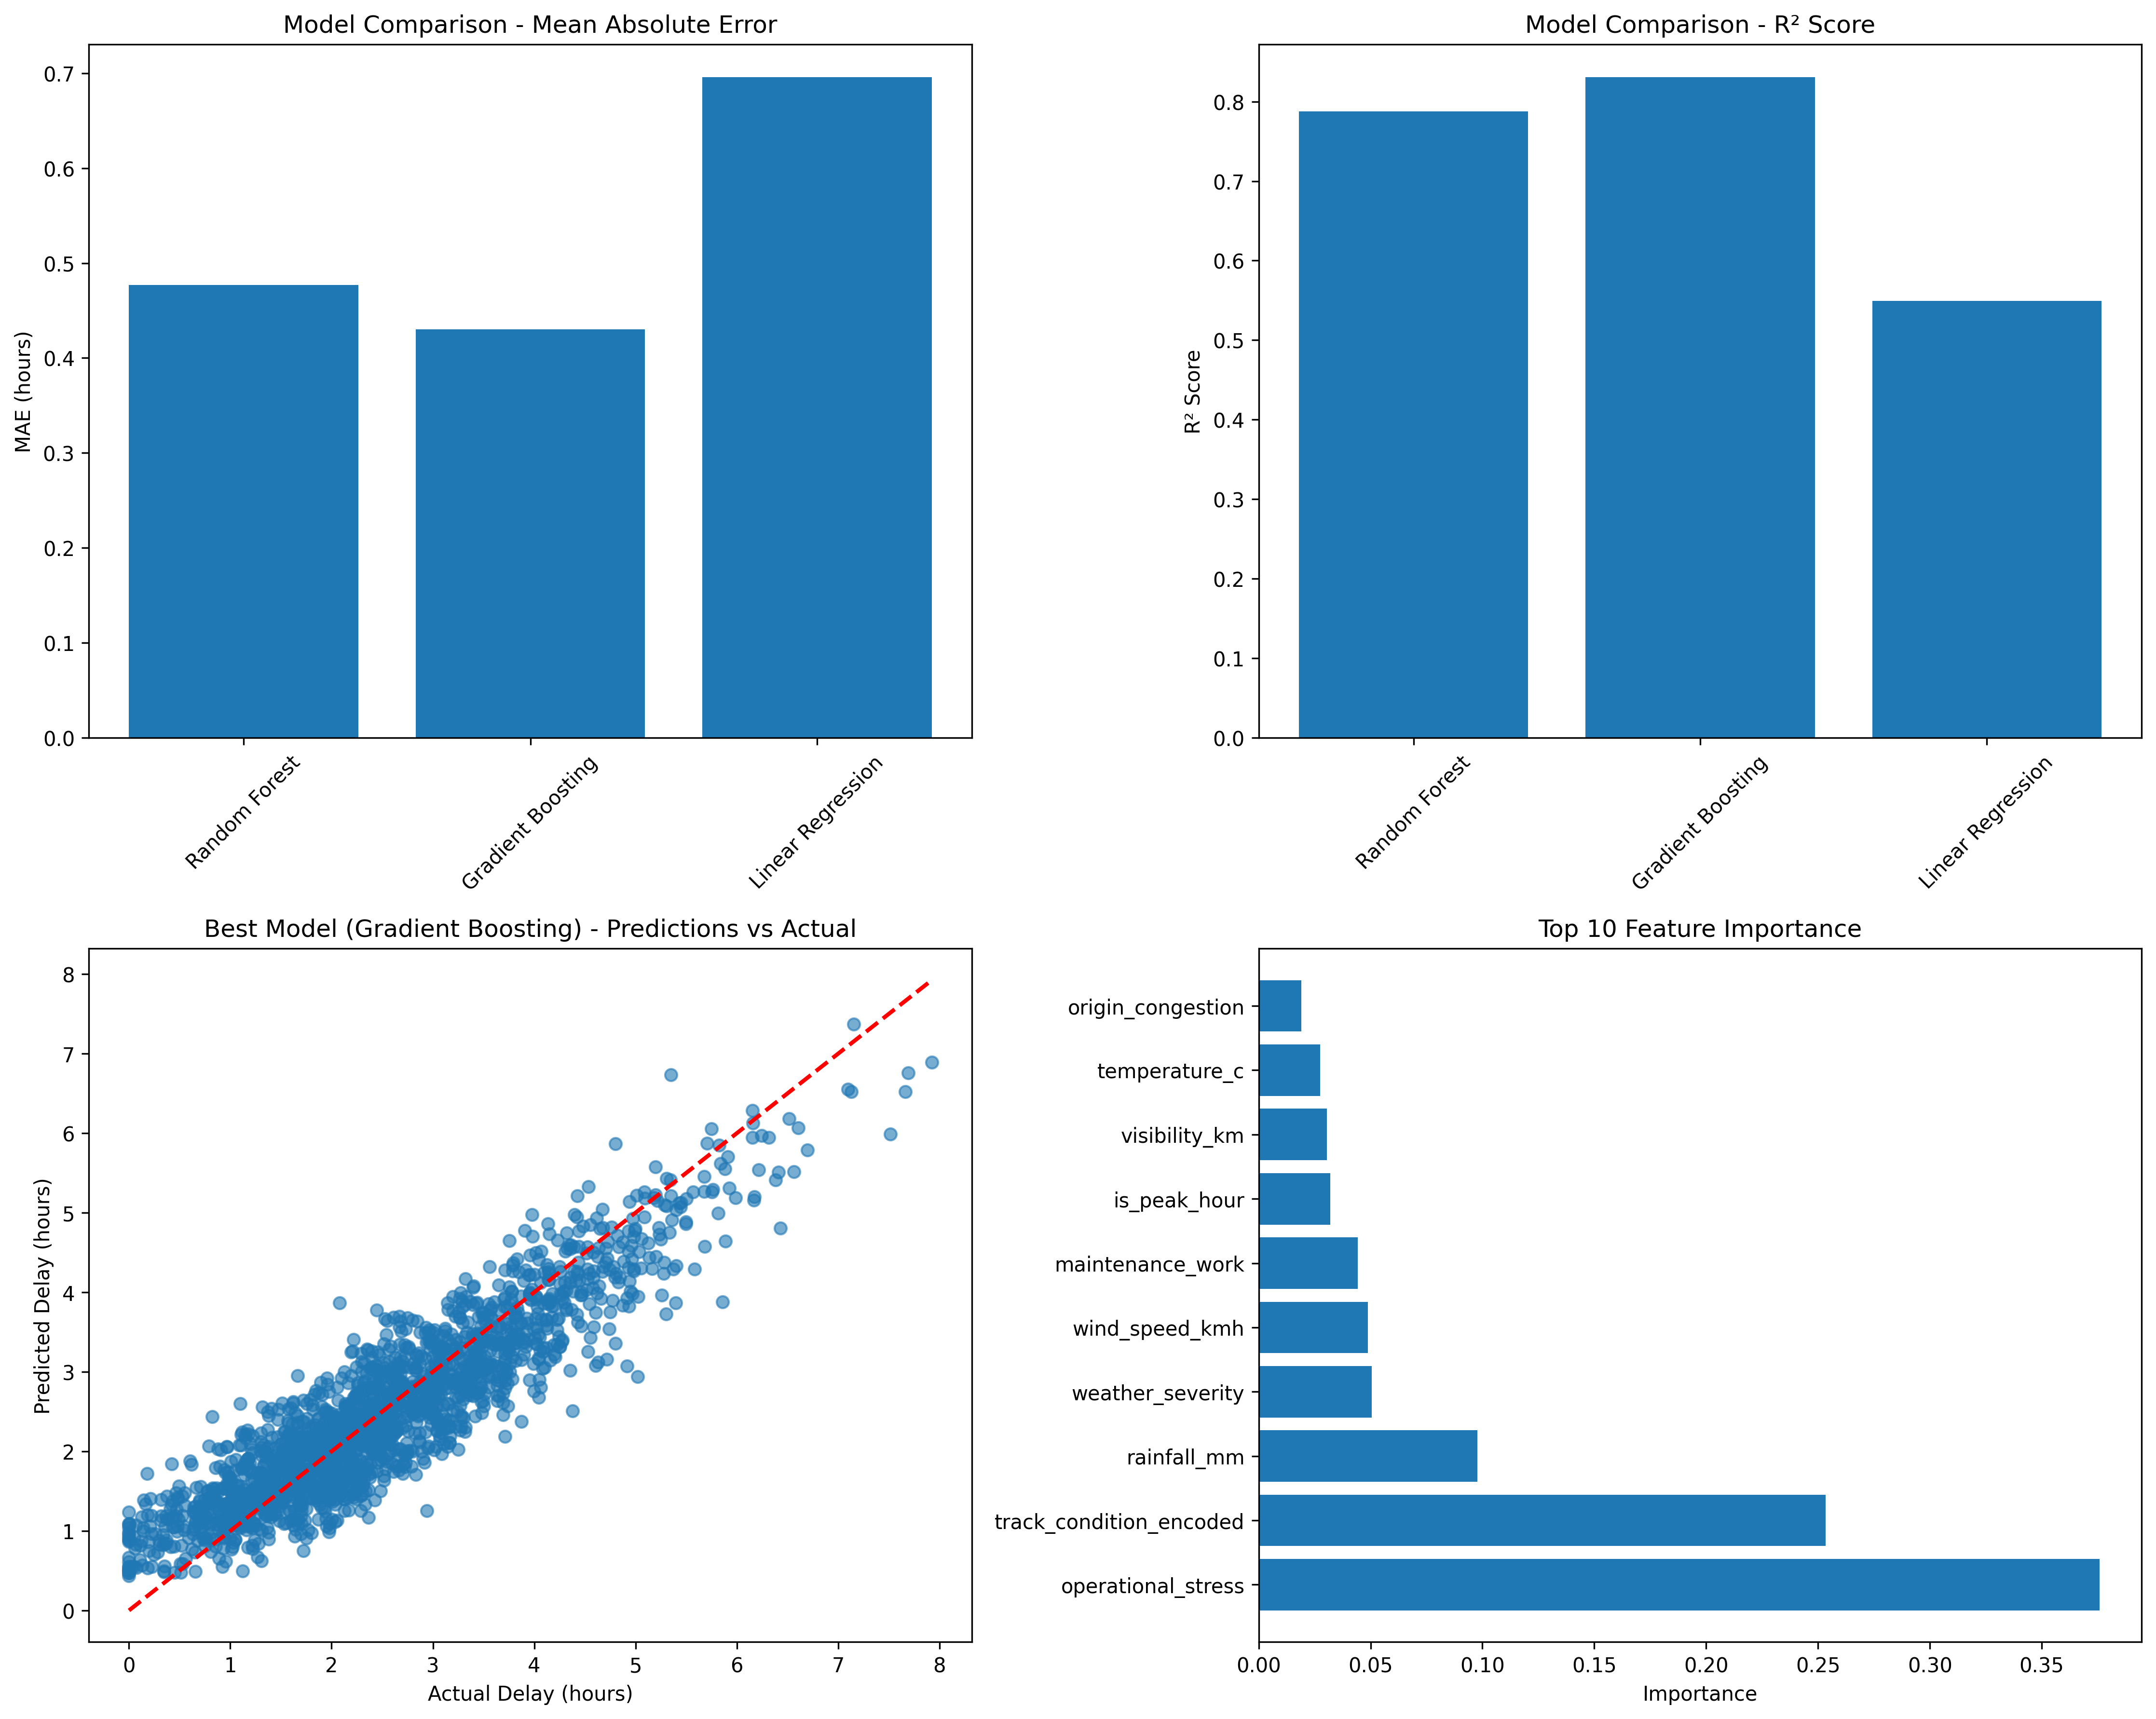 Model Comparison - Mean Absolute Error
MAE (hours)
0.7
0.6
0.5
0.4
0.3
0.2
0.1
0.0
Random Forest
Gradient Boosting
Linear Regression
Model Comparison - R² Score
R² Score
0.8
0.7
0.6
0.5
0.4
0.3
0.2
0.1
0.0
Random Forest
Gradient Boosting
Linear Regression
Best Model (Gradient Boosting) - Predictions vs Actual
Predicted Delay (hours)
8
7
6
5
4
3
2
1
0
0 1 2 3 4 5 6 7 8
Actual Delay (hours)
Top 10 Feature Importance
origin_congestion
temperature_c
visibility_km
is_peak_hour
maintenance_work
wind_speed_kmh
weather_severity
rainfall_mm
track_condition_encoded
operational_stress
0.00 0.05 0.10 0.15 0.20 0.25 0.30 0.35
Importance